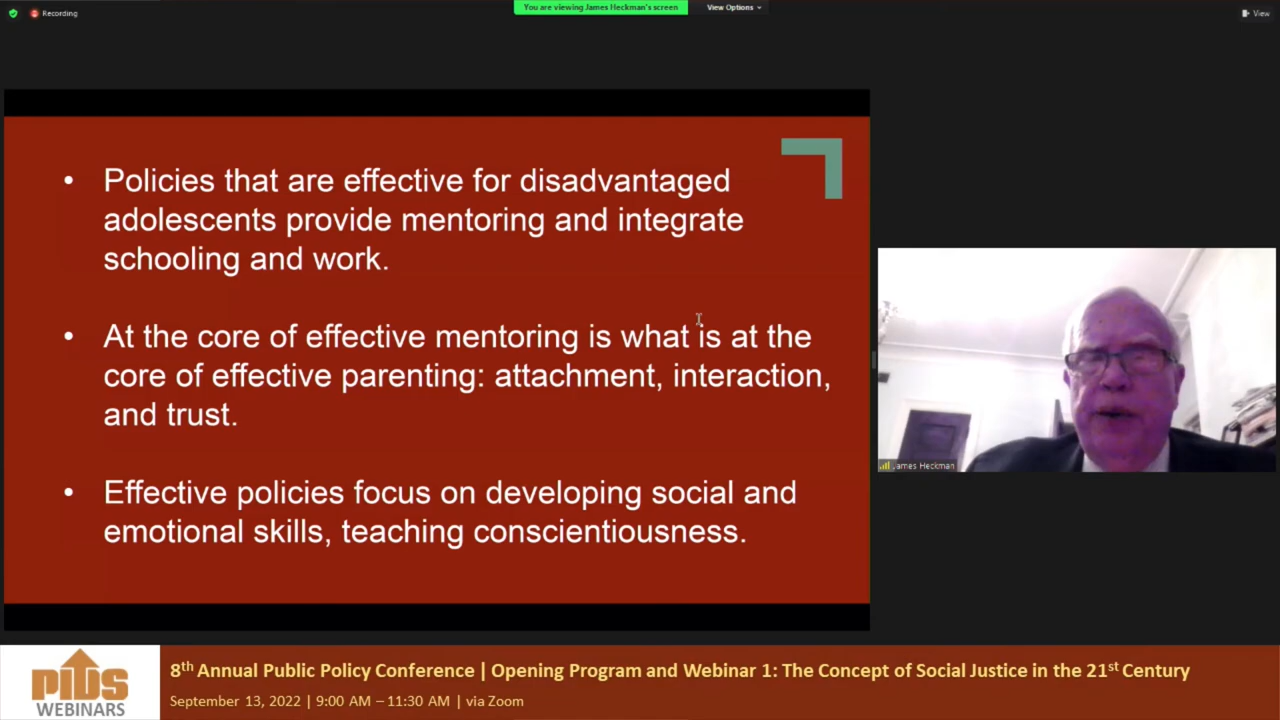 Recording
You are viewing James Heckman's screen
View Options
View
• Policies that are effective for disadvantaged
adolescents provide mentoring and integrate
schooling and work.
• At the core of effective mentoring is what is at the
core of effective parenting: attachment, interaction,
and trust.
• Effective policies focus on developing social and
emotional skills, teaching conscientiousness.
James Heckman
pids
WEBINARS
8th Annual Public Policy Conference | Opening Program and Webinar 1: The Concept of Social Justice in the 21st Century
September 13, 2022 | 9:00 AM – 11:30 AM | via Zoom